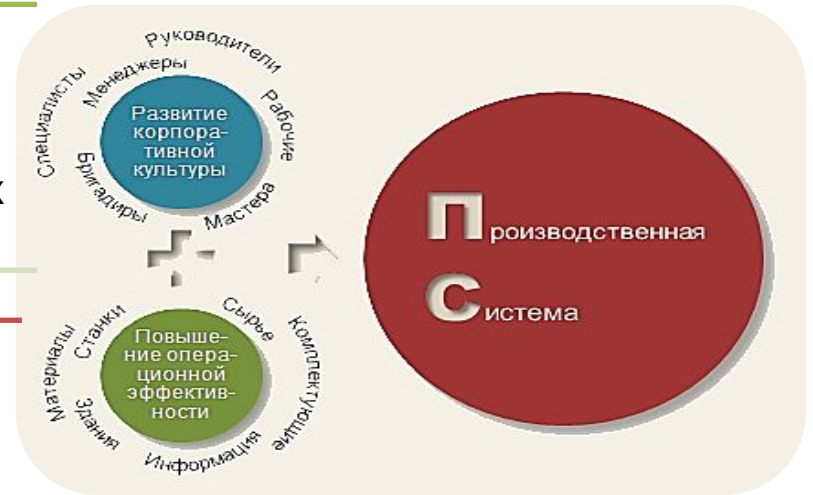 Руководители
Менеджеры
Специалисты
Рабочие
Развитие
корпора-
тивной
культуры
Бригадиры
Мастера
х
Производственная
Система
Сырье
Станки
Комплектующие
Материалы
Повыше-
ние опера-
ционной
эффектив-
ности
Здания
Информация